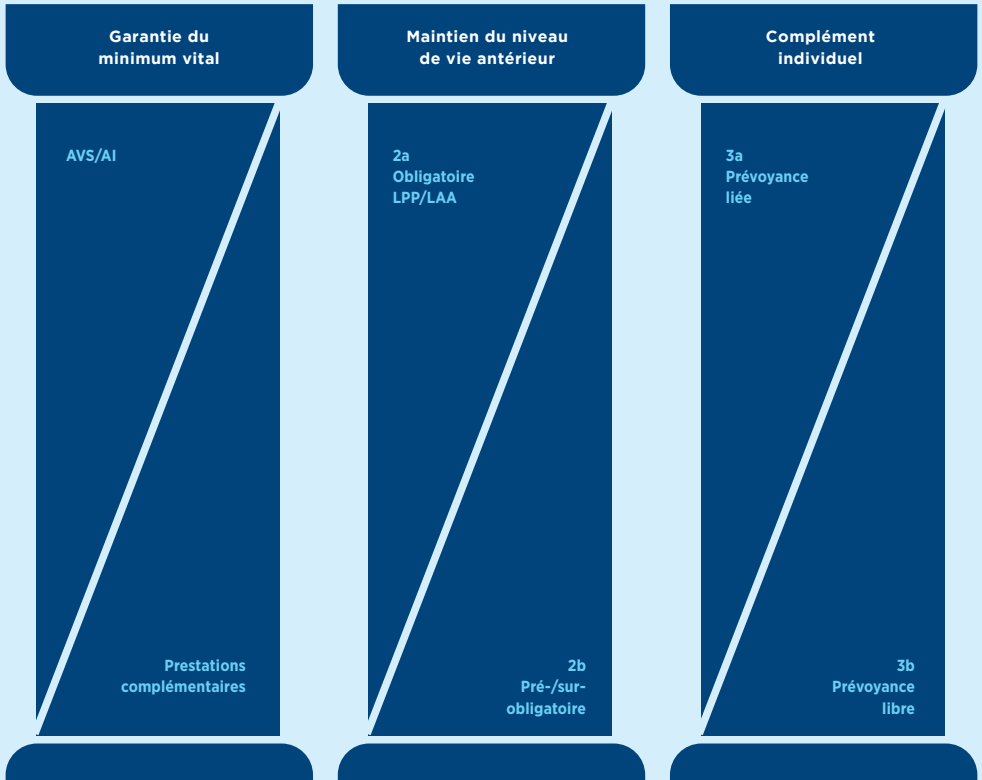 Garantie du
minimum vital
AVS/AI
Prestations
complémentaires
Maintien du niveau
de vie antérieur
2a
Obligatoire
LPP/LAA
2b
Pré-/sur-
obligatoire
Complément
individuel
3a
Prévoyance
liée
3b
Prévoyance
libre